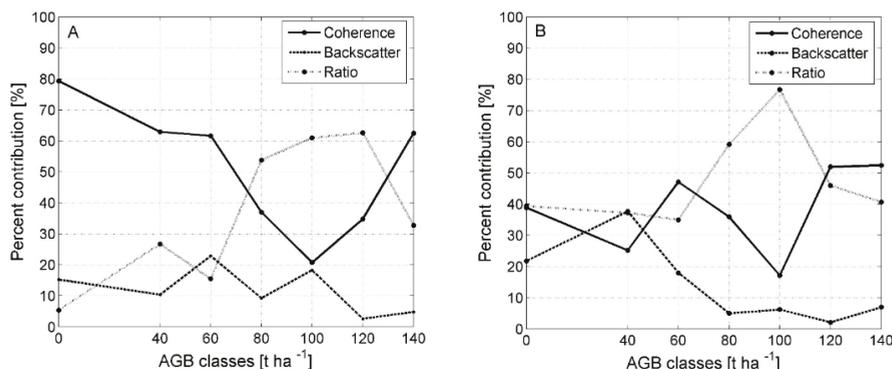 A
Coherence
Backscatter
Ratio
100
90
80
70
60
50
40
30
20
10
0
Percent contribution [%]
0 40 60 80 100 120 140
AGB classes [t ha -1]
B
Coherence
Backscatter
Ratio
100
90
80
70
60
50
40
30
20
10
0
Percent contribution [%]
0 40 60 80 100 120 140
AGB classes [t ha -1]